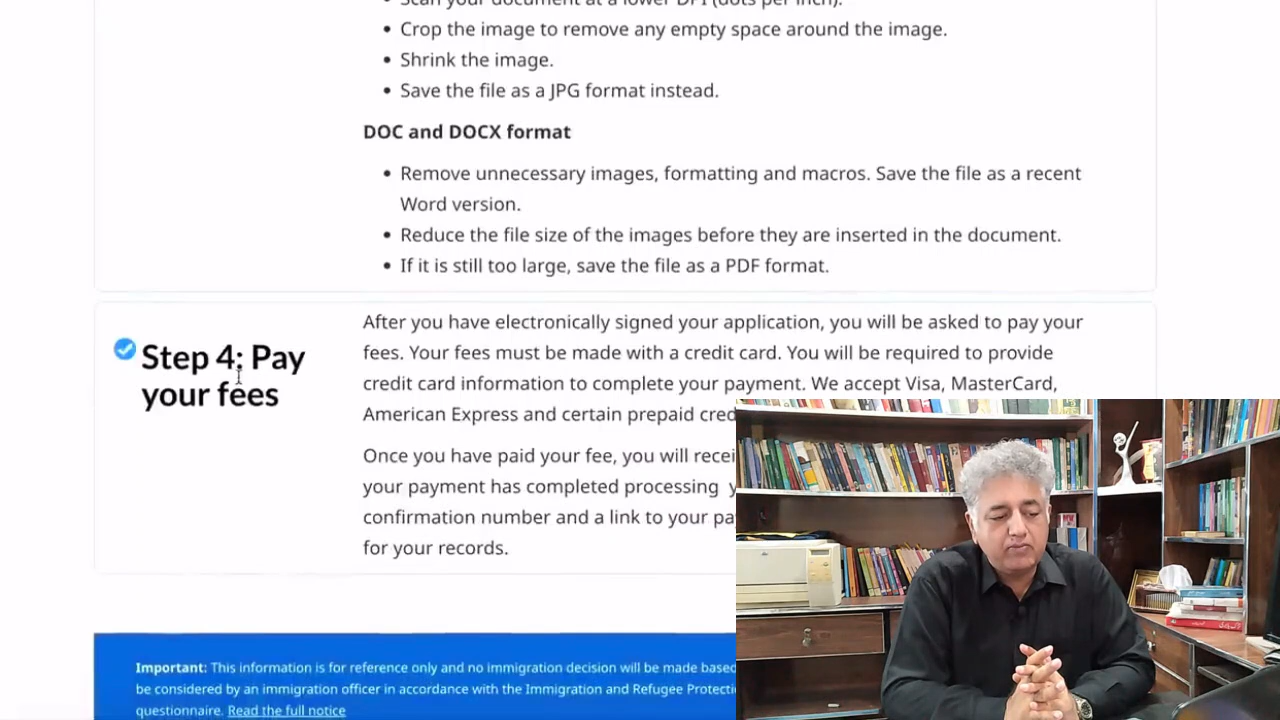 Scan your document at a lower DPI (dots per inch).
Crop the image to remove any empty space around the image.
Shrink the image.
Save the file as a JPG format instead.
DOC and DOCX format
Remove unnecessary images, formatting and macros. Save the file as a recent
Word version.
Reduce the file size of the images before they are inserted in the document.
If it is still too large, save the file as a PDF format.
Step 4: Pay
your fees
After you have electronically signed your application, you will be asked to pay your
fees. Your fees must be made with a credit card. You will be required to provide
credit card information to complete your payment. We accept Visa, MasterCard,
American Express and certain prepaid
Once you have paid your fee, you will
your payment has completed processing
confirmation number and a link to your
for your records.
Important: This information is for reference only and no immigration decision will be made based
be considered by an immigration officer in accordance with the Immigration and Refugee
questionnaire. Read the full notice